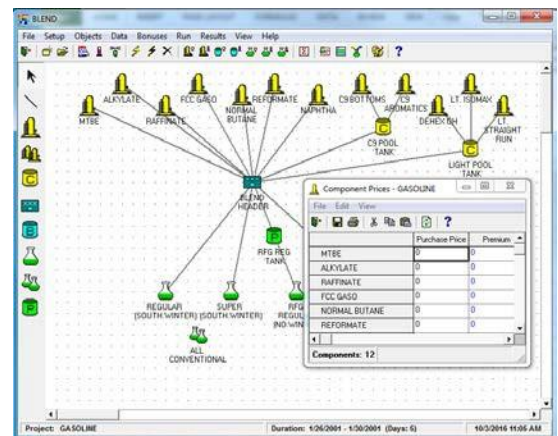 BLEND
File Setup Objects Data Bonuses Run Results View Help
ALKYLATE
FCC GASO
REFORMATE
C9 BOTTOMS
C9 AROMATICS
LT. ISOMAX
MTBE
RAFFINATE
NORMAL BUTANE
NAPHTHA
DEHEX OH
LT. STRAIGHT RUN
C9 POOL TANK
LIGHT POOL TANK
BLEND HEADER
RFG REG TANK
REGULAR (SOUTH WINTER)
SUPER (SOUTH WINTER)
RFG
REGUL
(NO WIN
ALL CONVENTIONAL
Component Prices - GASOLINE
File Edit View
Purchase Price Premium
MTBE 0 0
ALKYLATE 0 0
RAFFINATE 0 0
FCC GASO 0 0
NORMAL BUTANE 0 0
REFORMATE 0 0
Components: 12
Project: GASOLINE Duration: 1/26/2001 - 1/30/2001 (Days: 5) 10/3/2016 11:05 AM